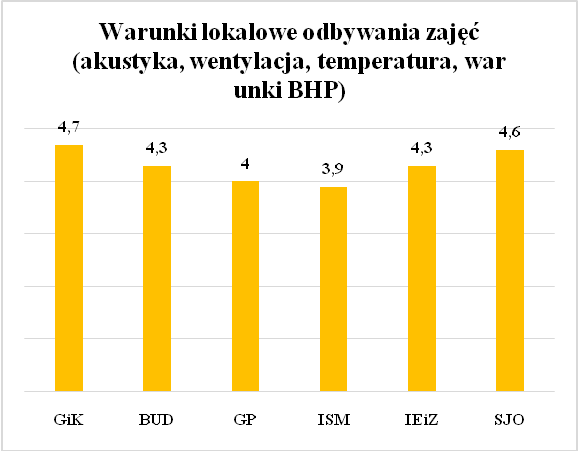 Warunki lokalowe odbywania zajęć
(akustyka, wentylacja, temperatura, war
unki BHP)
4,7
4,3
4
3,9
4,3
4,6
GiK BUD GP ISM IEiZ SJO